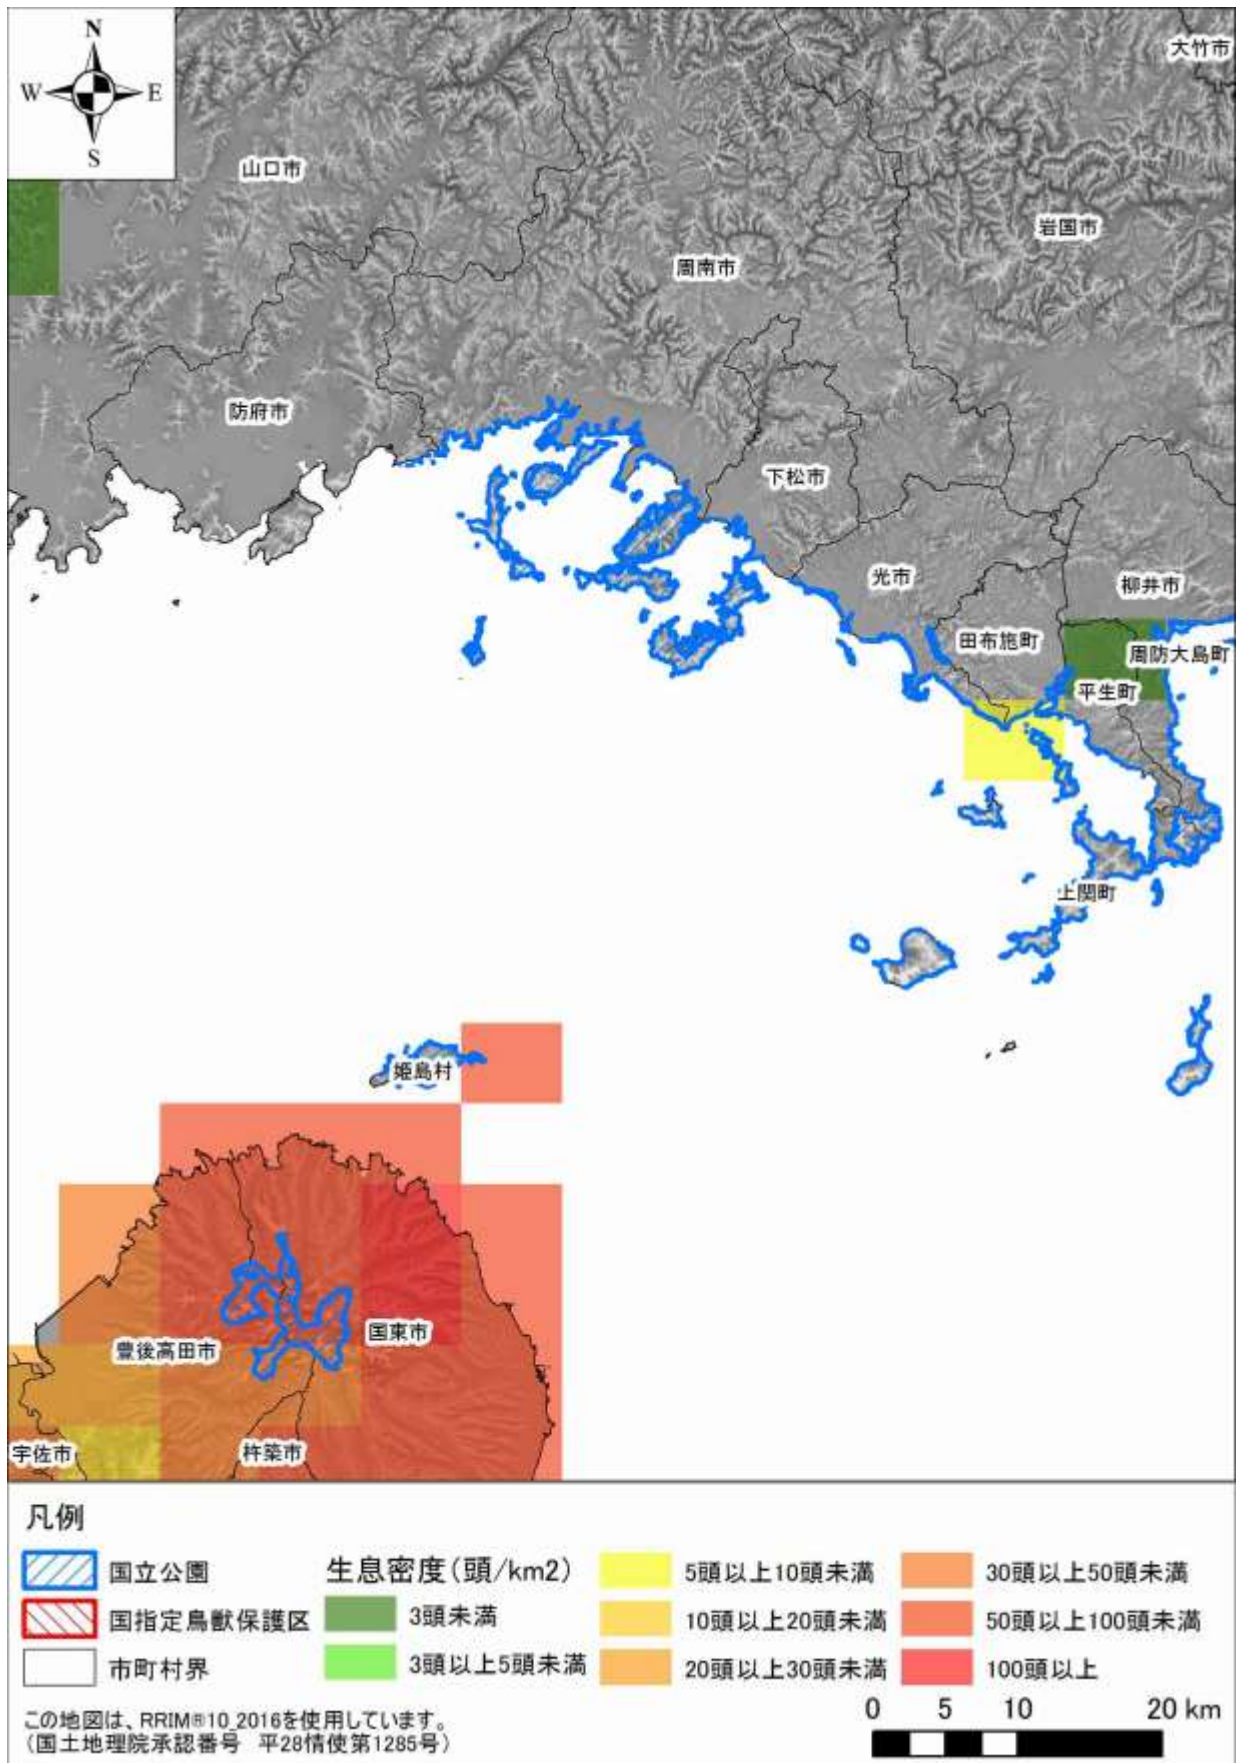 N
W
E
S
大竹市
山口市
岩国市
周南市
防府市
下松市
光市
柳井市
田布施町
周防大島町
平生町
上関町
姫島村
国東市
豊後高田市
宇佐市
杵築市
凡例
国立公園
国指定鳥獣保護区
市町村界
生息密度(頭/km2)
3頭未満
3頭以上5頭未満
5頭以上10頭未満
10頭以上20頭未満
20頭以上30頭未満
30頭以上50頭未満
50頭以上100頭未満
100頭以上
この地図は、RRIM®10_2016を使用しています。
(国土地理院承認番号 平28情使第1285号)
0 5 10 20 km